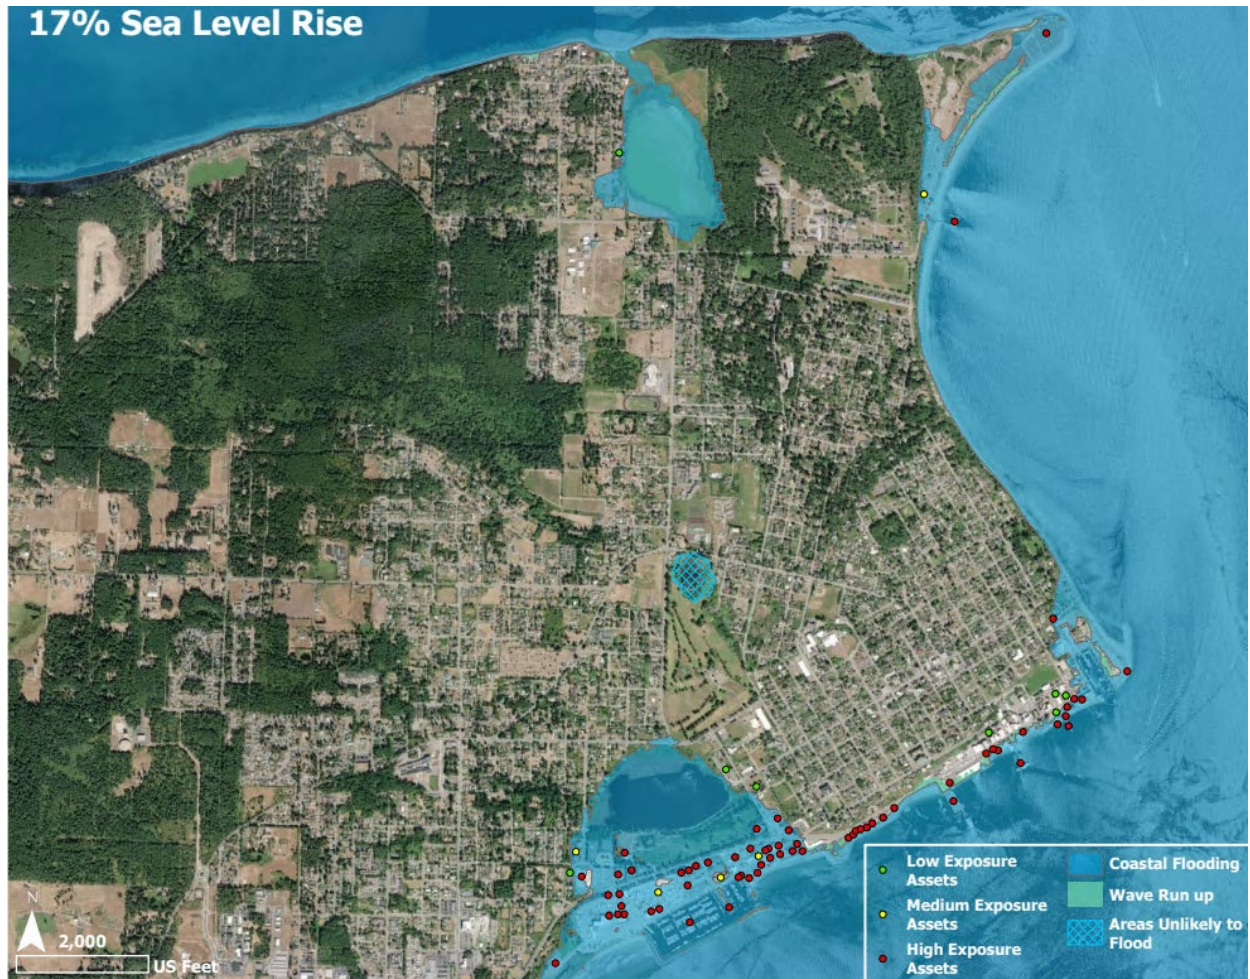 17% Sea Level Rise
N
2,000
US Feet
Low Exposure
Assets
Medium Exposure
Assets
High Exposure
Assets
Coastal Flooding
Wave Run up
Areas Unlikely to
Flood